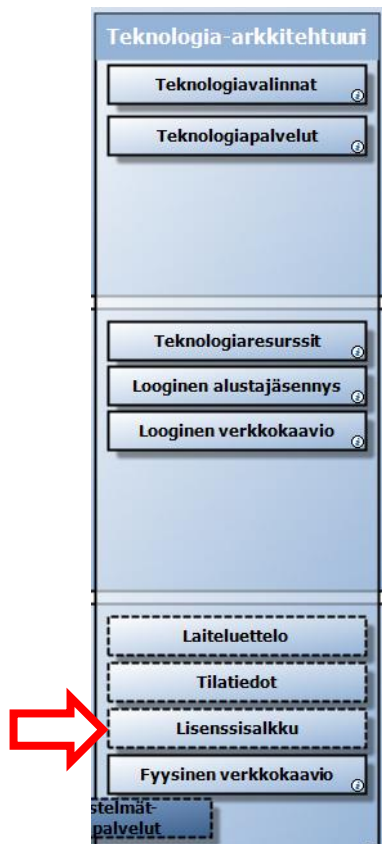 Teknologia-arkkitehtuuri
Teknologiavalinnat
Teknologiapalvelut
Teknologiaresurssit
Looginen alustajäsennys
Looginen verkkokaavio
Laiteluettelo
Tilatiedot
Lisenssisalkku
Fyysinen verkkokaavio
stelmät-
palvelut